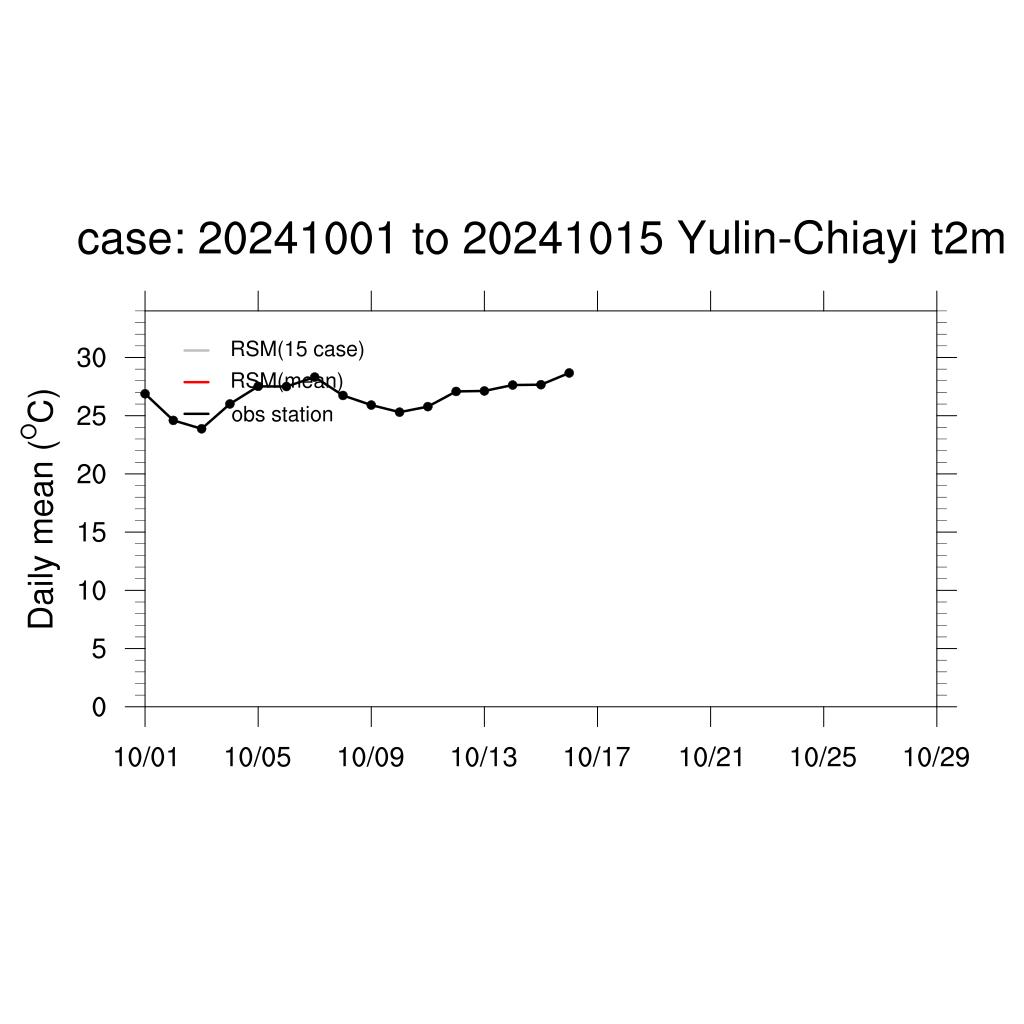 case: 20241001 to 20241015 Yulin-Chiayi t2m
Daily mean (°C)
30
25
20
15
10
5
0
RSM(15 case)
RSM(mean)
obs station
10/01 10/05 10/09 10/13 10/17 10/21 10/25 10/29